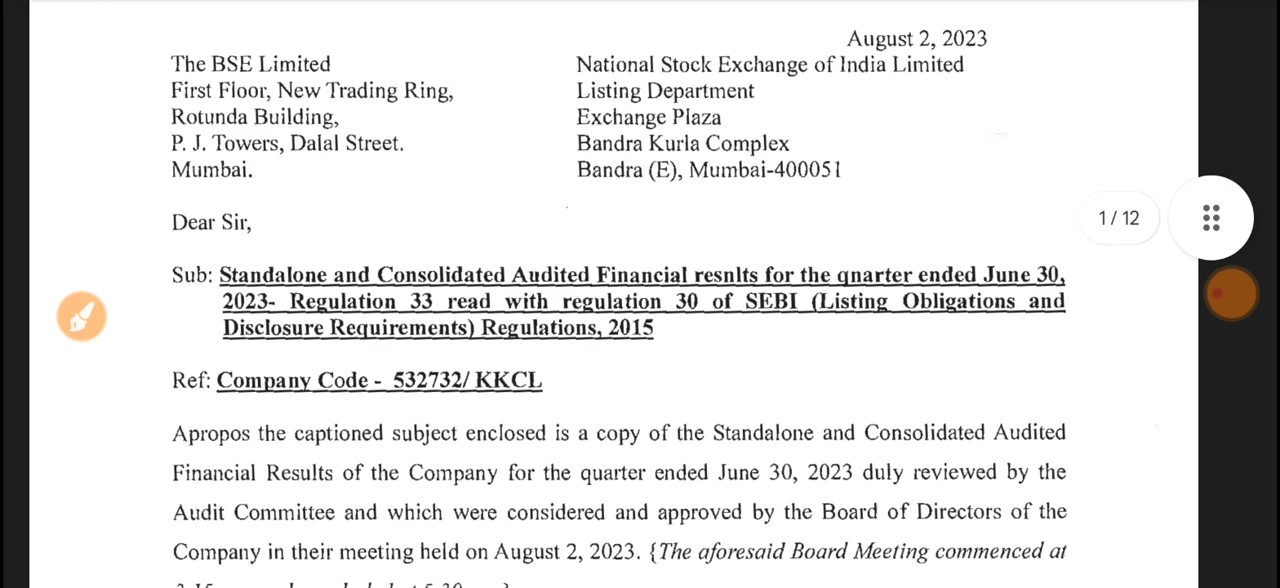 August 2, 2023
The BSE Limited
First Floor, New Trading Ring,
Rotunda Building,
P. J. Towers, Dalal Street.
Mumbai.
National Stock Exchange of India Limited
Listing Department
Exchange Plaza
Bandra Kurla Complex
Bandra (E), Mumbai-400051
Dear Sir,
1 / 12
Sub: Standalone and Consolidated Audited Financial resnlts for the qnarter ended June 30,
2023- Regulation 33 read with regulation 30 of SEBI (Listing Obligations and
Disclosure Requirements) Regulations, 2015
Ref: Company Code - 532732/ KKCL
Apropos the captioned subject enclosed is a copy of the Standalone and Consolidated Audited
Financial Results of the Company for the quarter ended June 30, 2023 duly reviewed by the
Audit Committee and which were considered and approved by the Board of Directors of the
Company in their meeting held on August 2, 2023. {The aforesaid Board Meeting commenced at